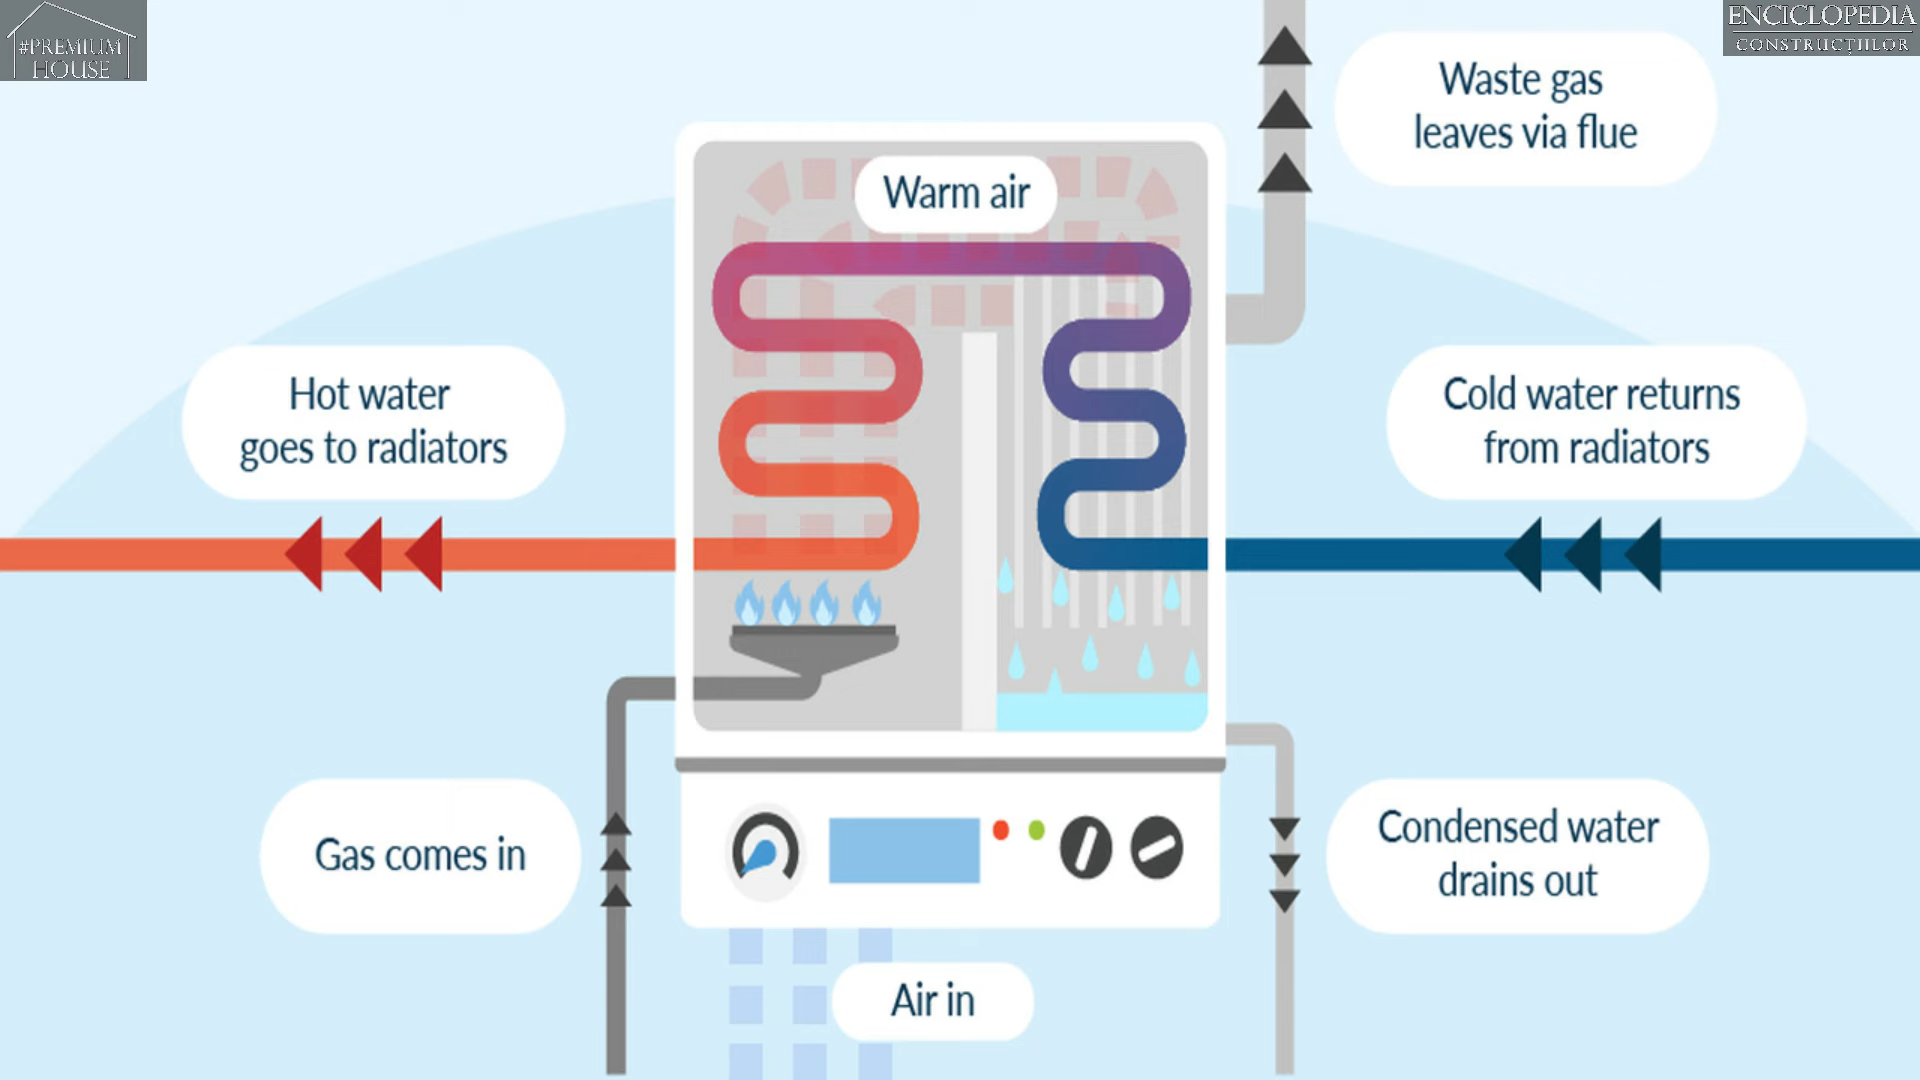 #PREMIUM
HOUSE
ENCICLOPEDIA
CONSTRUCȚIILOR
Waste gas
leaves via flue
Warm air
Hot water
goes to radiators
Cold water returns
from radiators
Gas comes in
Condensed water
drains out
Air in